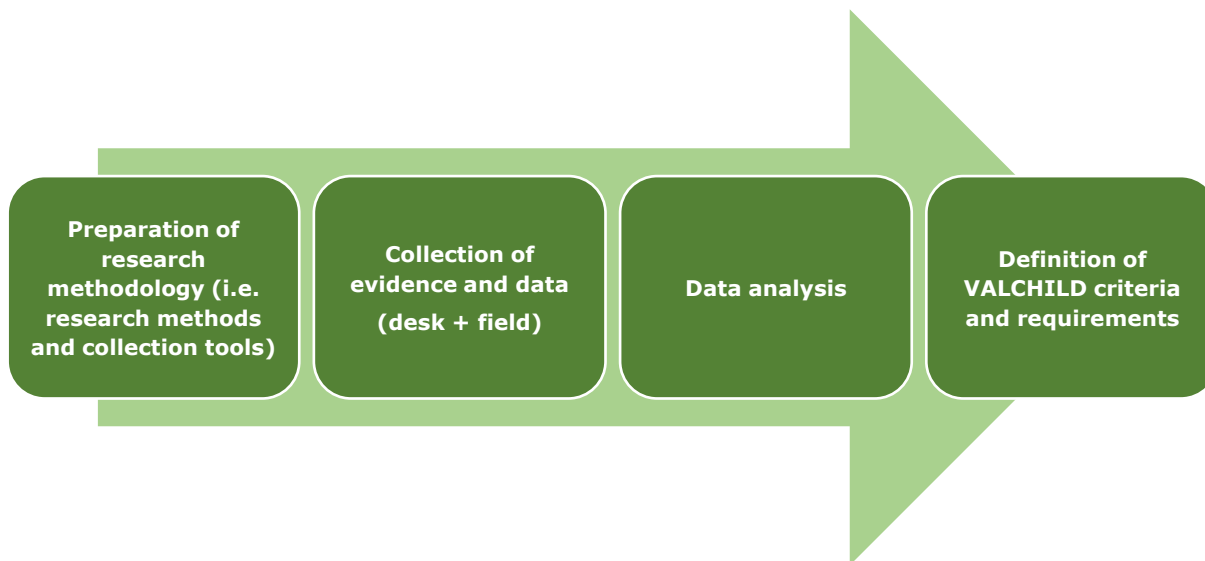 Preparation of
research
methodology (i.e.
research methods
and collection tools)
Collection of
evidence and data
(desk + field)
Data analysis
Definition of
VALCHILD criteria
and requirements